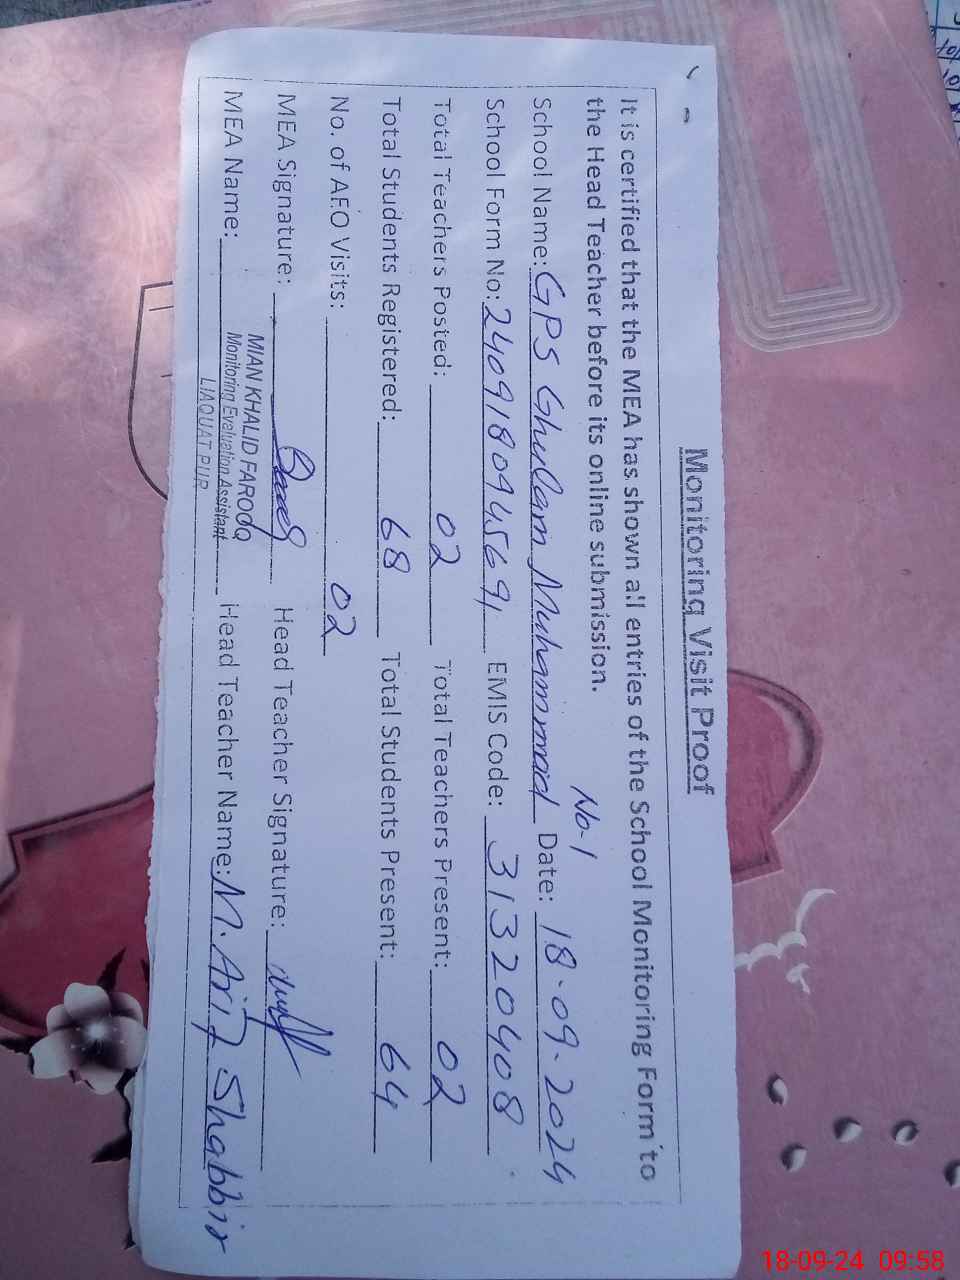 Monitoring Visit Proof
It is certified that the MEA has shown all entries of the School Monitoring Form to
the Head Teacher before its online submission.
No-1
School Name: GPS Ghulam Muhammad Date: 18-09-2024
School Form No: 2409180945691 EMIS Code: 31320408
Total Teachers Posted: 02 Total Teachers Present: 02
Total Students Registered: 68 Total Students Present: 64
No. of AEO Visits: 02
MEA Signature: Head Teacher Signature:
MEA Name: MIAN KHALID FAROOQ Head Teacher Name: M. Arif Shabbir
Monitoring Evaluation Assistant
LIAQUAT PUR
18-09-24 09:58